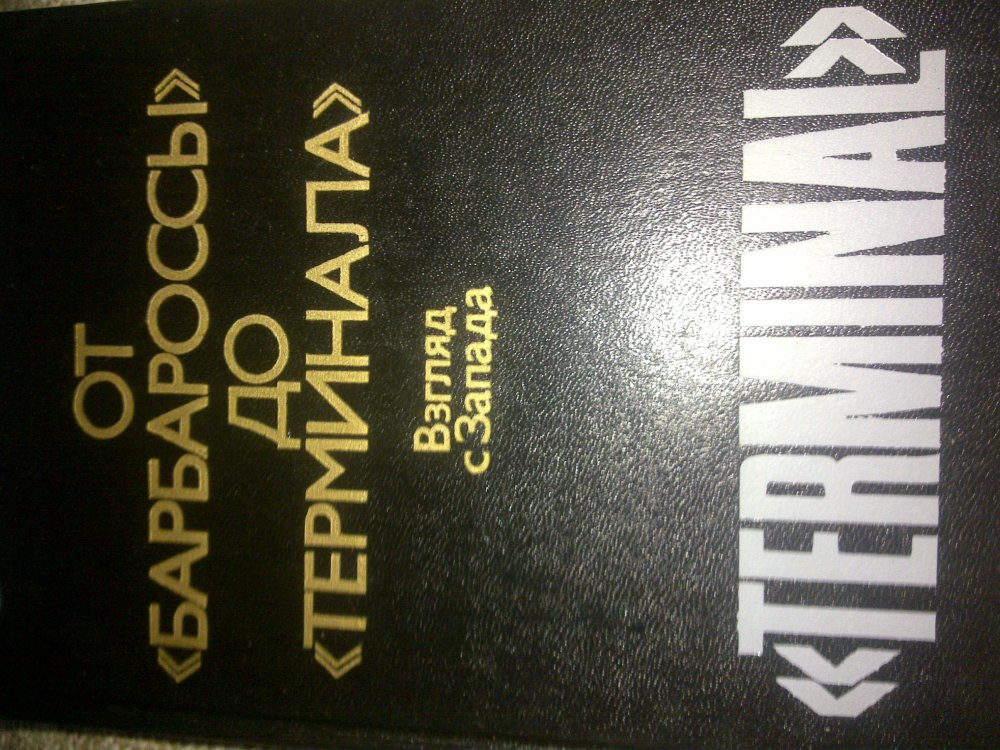 ОТ
«БАРБАРОССЫ»
ДО
«ТЕРМИНАЛА»
Взгляд
с Запада
«TERMINAL»